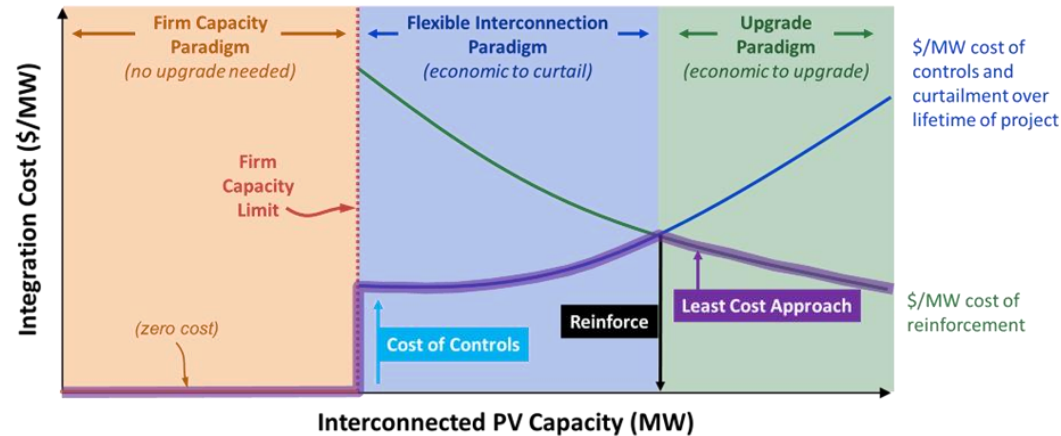 Firm Capacity
Paradigm
(no upgrade needed)
Flexible Interconnection
Paradigm
(economic to curtail)
Upgrade
Paradigm
(economic to upgrade)
$/MW cost of
controls and
curtailment over
lifetime of project
Integration Cost ($/MW)
Firm
Capacity
Limit
(zero cost)
Cost of Controls
Reinforce
Least Cost Approach
$/MW cost of
reinforcement
Interconnected PV Capacity (MW)